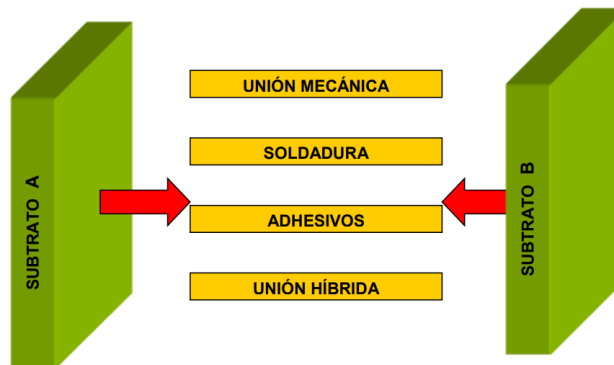 SUBTRATO A
UNIÓN MECÁNICA
SOLDADURA
ADHESIVOS
UNIÓN HÍBRIDA
SUBTRATO B